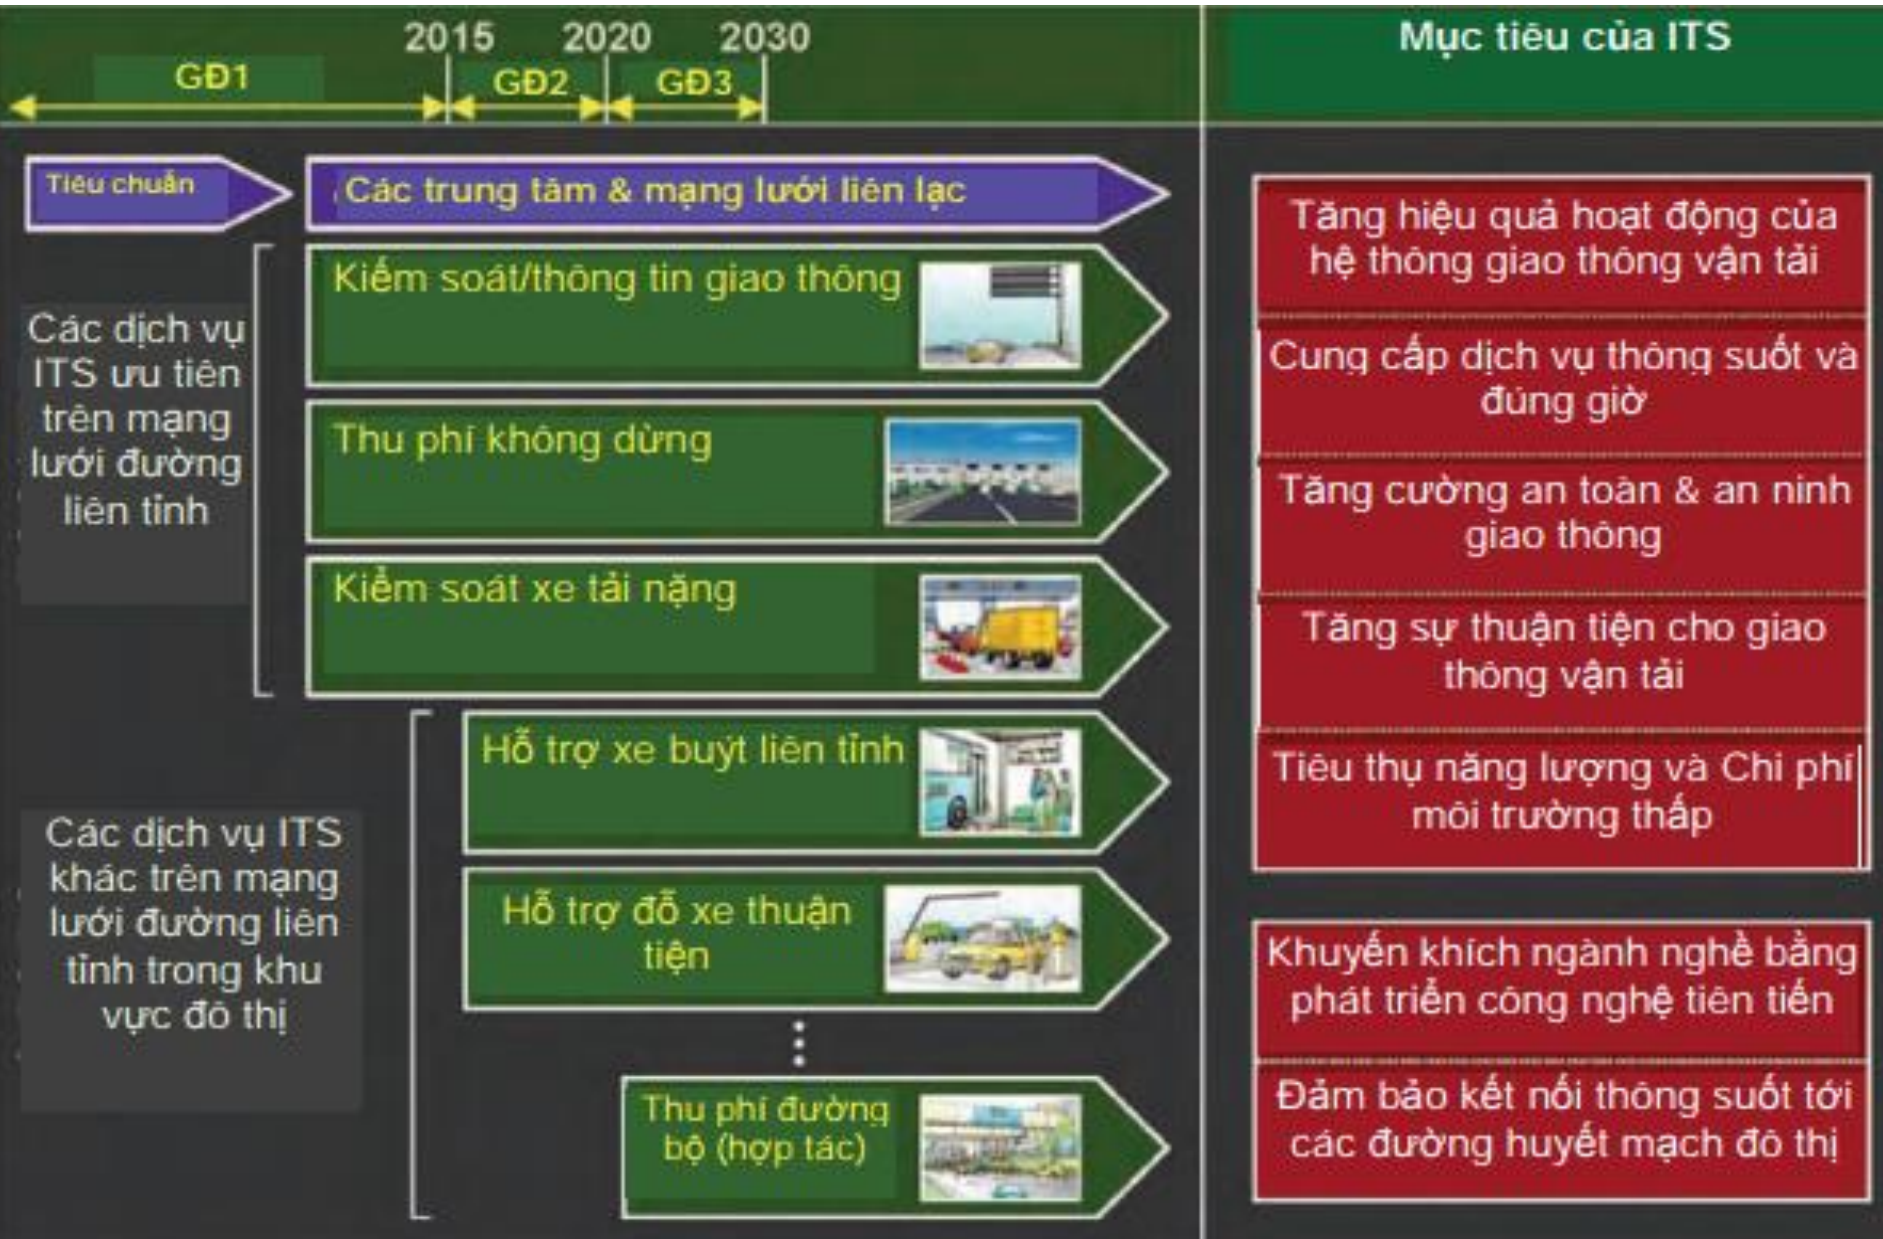 2015 2020 2030
GĐ1 GĐ2 GĐ3
Mục tiêu của ITS
Tiêu chuẩn
Các trung tâm & mạng lưới liên lạc
Các dịch vụ
ITS ưu tiên
trên mạng
lưới đường
liên tỉnh
Kiểm soát/thông tin giao thông
Thu phí không dừng
Kiểm soát xe tải nặng
Các dịch vụ ITS
khác trên mạng
lưới đường liên
tỉnh trong khu
vực đô thị
Hỗ trợ xe buýt liên tỉnh
Hỗ trợ đỗ xe thuận
tiện
Thu phí đường
bộ (hợp tác)
Tăng hiệu quả hoạt động của
hệ thông giao thông vận tải
Cung cấp dịch vụ thông suốt và
đúng giờ
Tăng cường an toàn & an ninh
giao thông
Tăng sự thuận tiện cho giao
thông vận tải
Tiêu thụ năng lượng và Chi phí
môi trường thấp
Khuyến khích ngành nghề bằng
phát triển công nghệ tiên tiến
Đảm bảo kết nối thông suốt tới
các đường huyết mạch đô thị